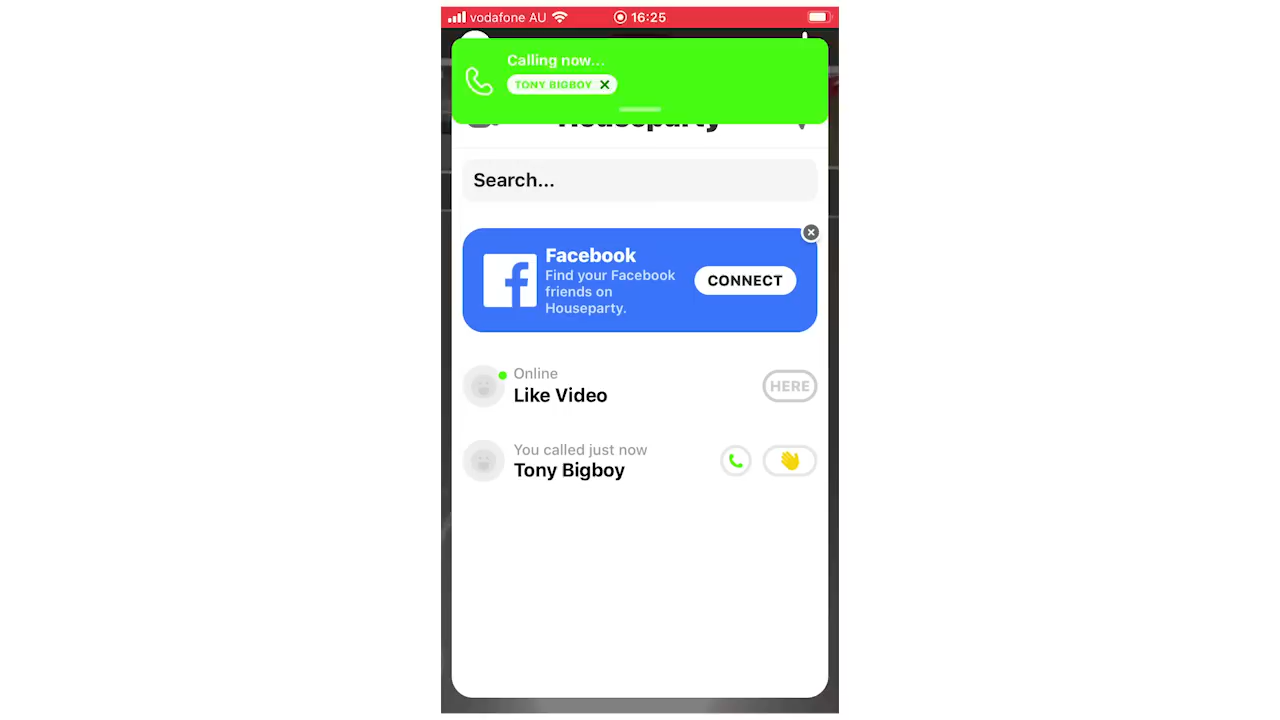 vodafone AU 16:25
Calling now...
TONY BIGBOY
Houseparty
Search...
Facebook
Find your Facebook
friends on
Houseparty.
CONNECT
Online
Like Video
HERE
You called just now
Tony Bigboy